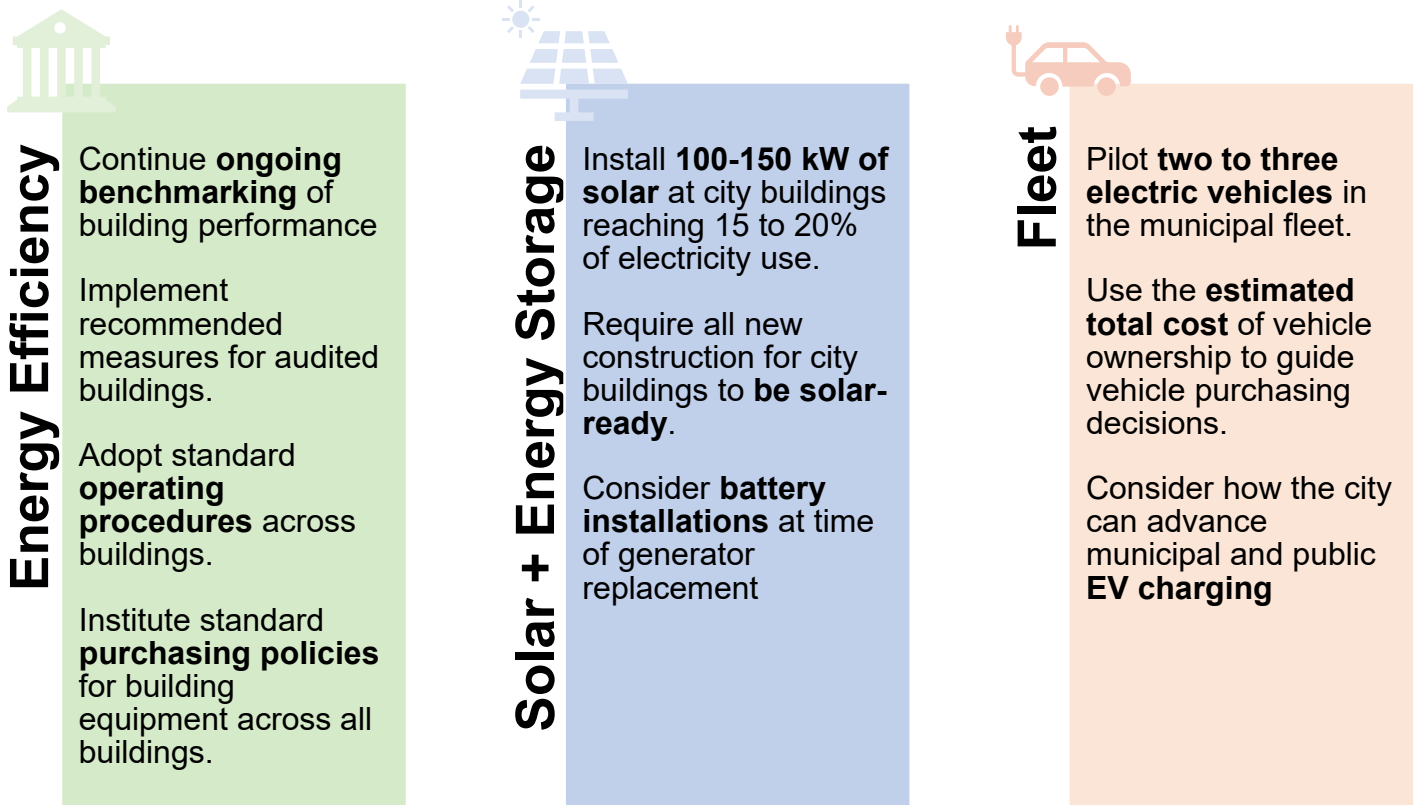 Energy Efficiency
Continue ongoing
benchmarking of
building performance
Implement
recommended
measures for audited
buildings.
Adopt standard
operating
procedures across
buildings.
Institute standard
purchasing policies
for building
equipment across all
buildings.
Solar + Energy Storage
Install 100-150 kW of
solar at city buildings
reaching 15 to 20%
of electricity use.
Require all new
construction for city
buildings to be solar-
ready.
Consider battery
installations at time
of generator
replacement
Fleet
Pilot two to three
electric vehicles in
the municipal fleet.
Use the estimated
total cost of vehicle
ownership to guide
vehicle purchasing
decisions.
Consider how the city
can advance
municipal and public
EV charging